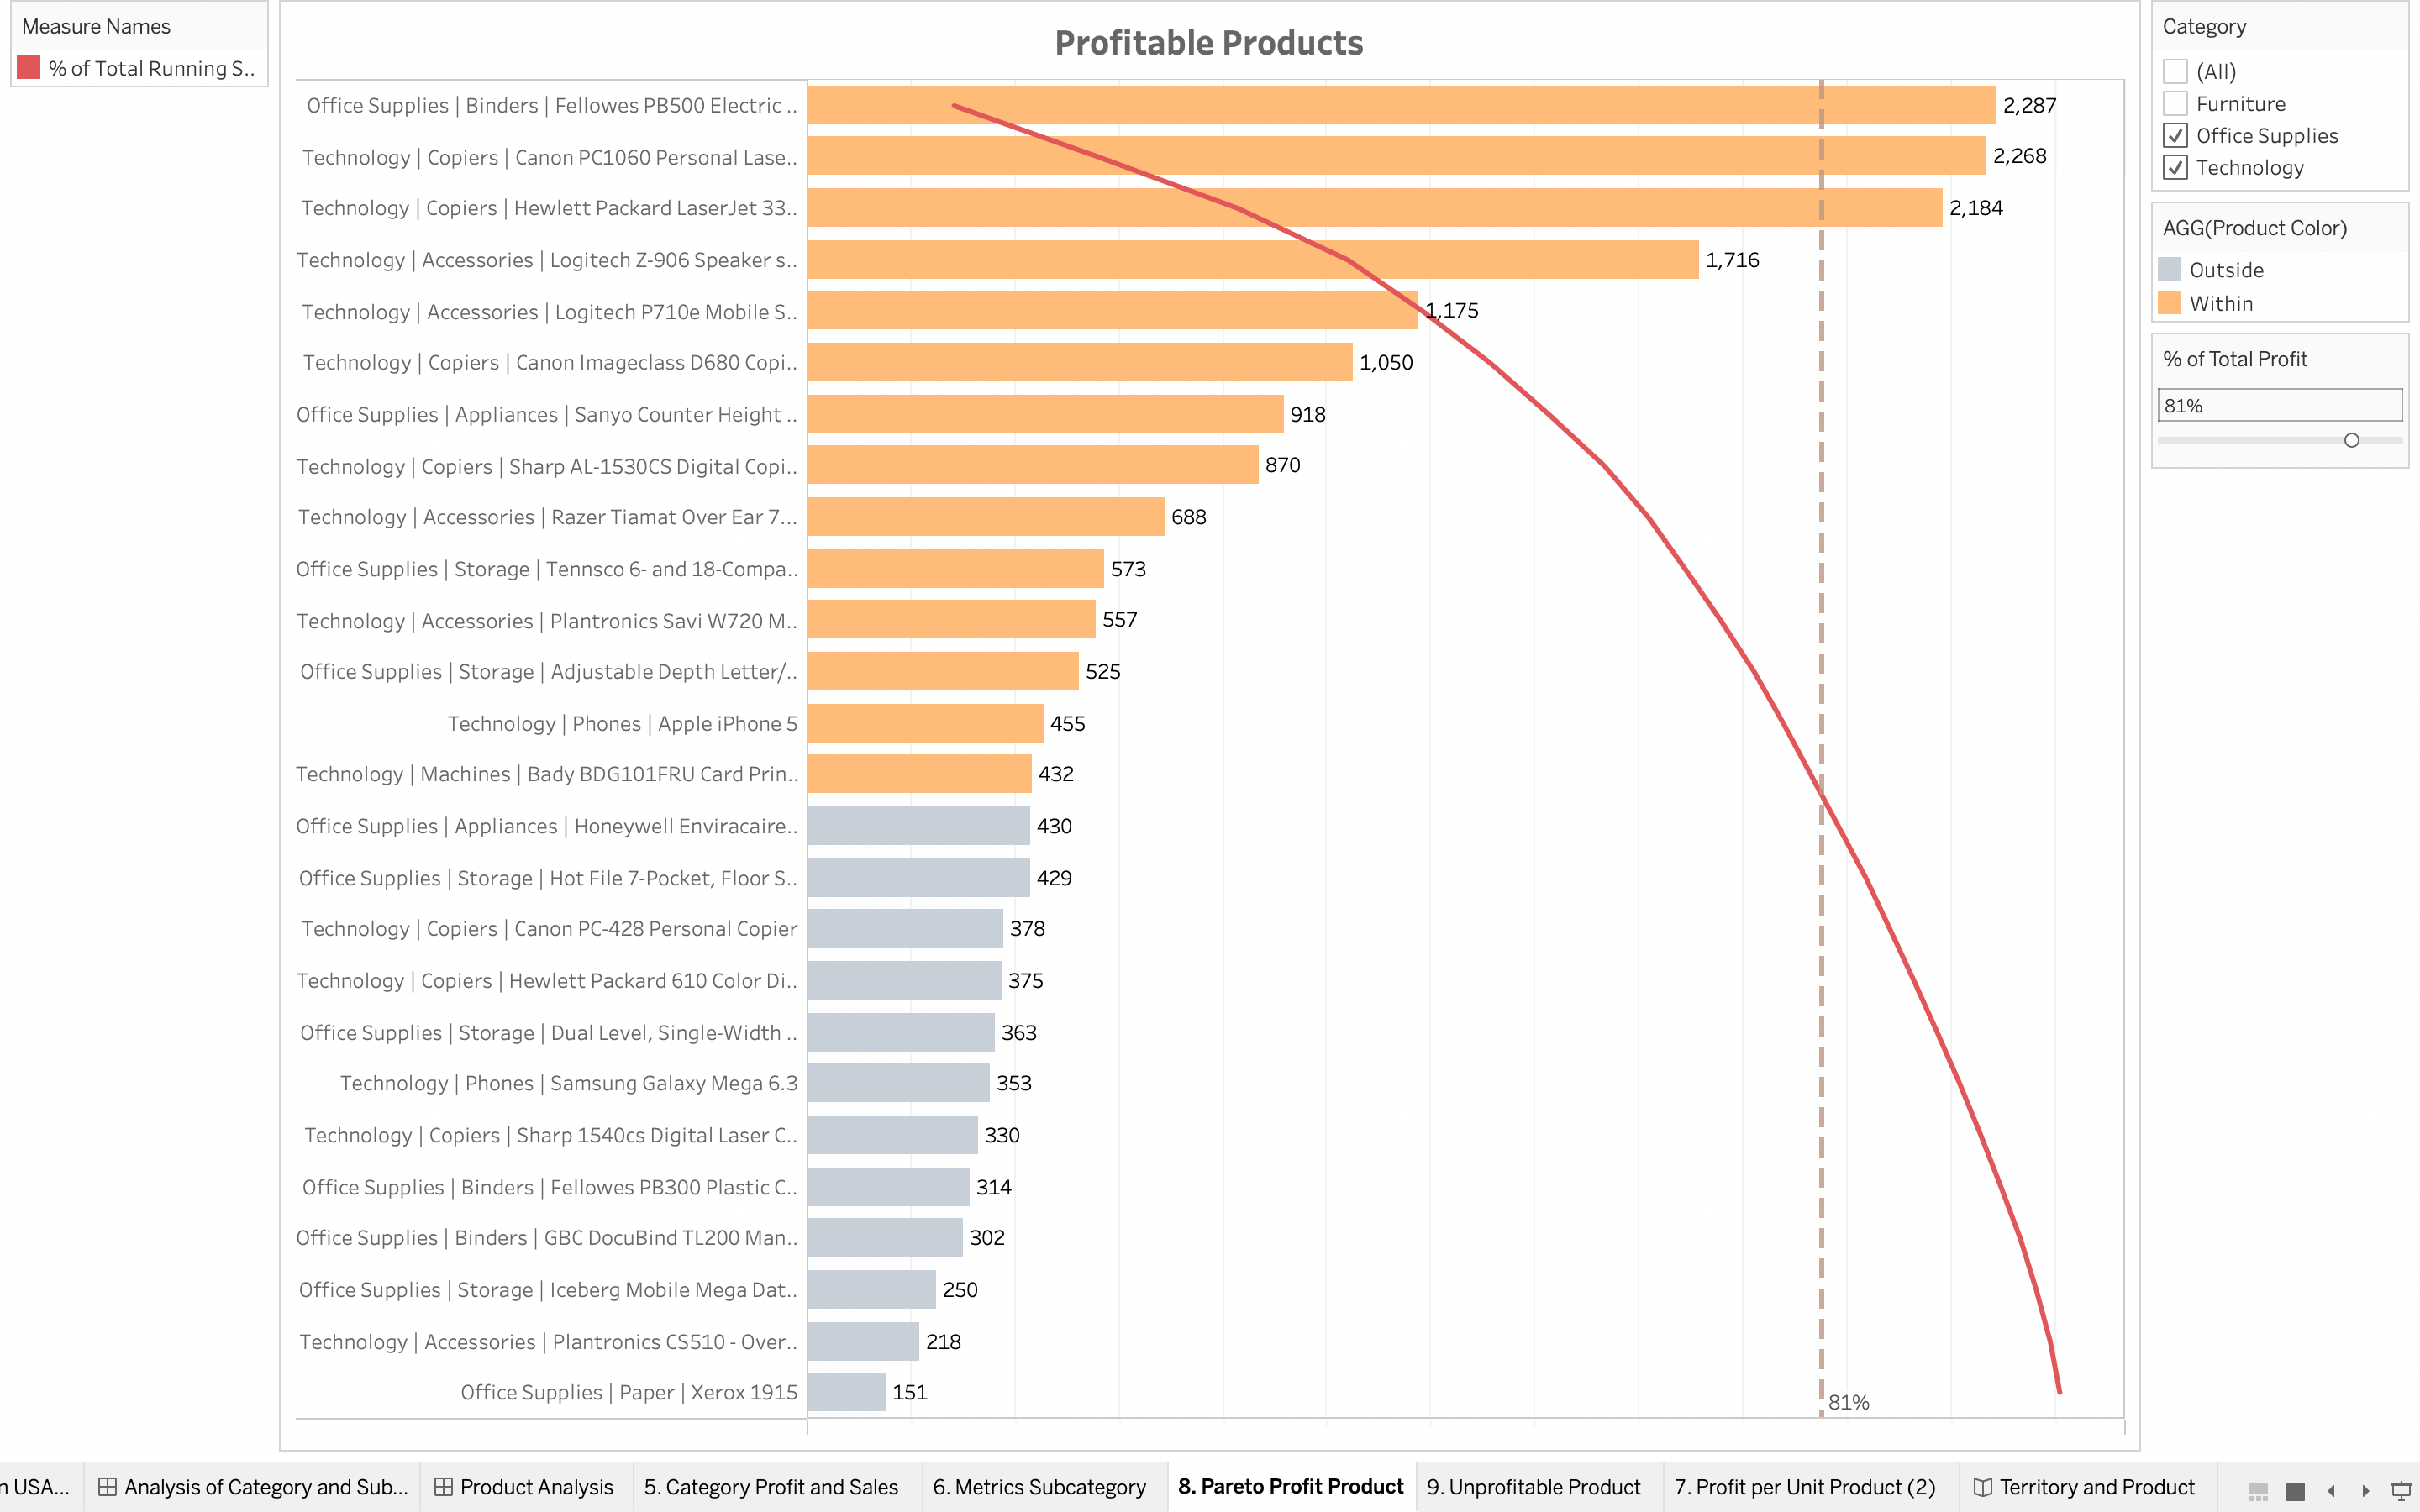 Measure Names
% of Total Running S..
Profitable Products
Office Supplies | Binders | Fellowes PB500 Electric .. 2,287
Technology | Copiers | Canon PC1060 Personal Lase.. 2,268
Technology | Copiers | Hewlett Packard LaserJet 33.. 2,184
Technology | Accessories | Logitech Z-906 Speaker s.. 1,716
Technology | Accessories | Logitech P710e Mobile S.. 1,175
Technology | Copiers | Canon Imageclass D680 Copi.. 1,050
Office Supplies | Appliances | Sanyo Counter Height .. 918
Technology | Copiers | Sharp AL-1530CS Digital Copi.. 870
Technology | Accessories | Razer Tiamat Over Ear 7... 688
Office Supplies | Storage | Tennsco 6- and 18-Compa.. 573
Technology | Accessories | Plantronics Savi W720 M.. 557
Office Supplies | Storage | Adjustable Depth Letter/.. 525
Technology | Phones | Apple iPhone 5 455
Technology | Machines | Bady BDG101FRU Card Prin.. 432
Office Supplies | Appliances | Honeywell Enviracaire.. 430
Office Supplies | Storage | Hot File 7-Pocket, Floor S.. 429
Technology | Copiers | Canon PC-428 Personal Copier 378
Technology | Copiers | Hewlett Packard 610 Color Di.. 375
Office Supplies | Storage | Dual Level, Single-Width .. 363
Technology | Phones | Samsung Galaxy Mega 6.3 353
Technology | Copiers | Sharp 1540cs Digital Laser C.. 330
Office Supplies | Binders | Fellowes PB300 Plastic C.. 314
Office Supplies | Binders | GBC DocuBind TL200 Man.. 302
Office Supplies | Storage | Iceberg Mobile Mega Dat.. 250
Technology | Accessories | Plantronics CS510 - Over.. 218
Office Supplies | Paper | Xerox 1915 151
81%
Category
(All)
Furniture
Office Supplies
Technology
AGG(Product Color)
Outside
Within
% of Total Profit
81%
n USA... Analysis of Category and Sub... Product Analysis 5. Category Profit and Sales 6. Metrics Subcategory 8. Pareto Profit Product 9. Unprofitable Product 7. Profit per Unit Product (2) Territory and Product